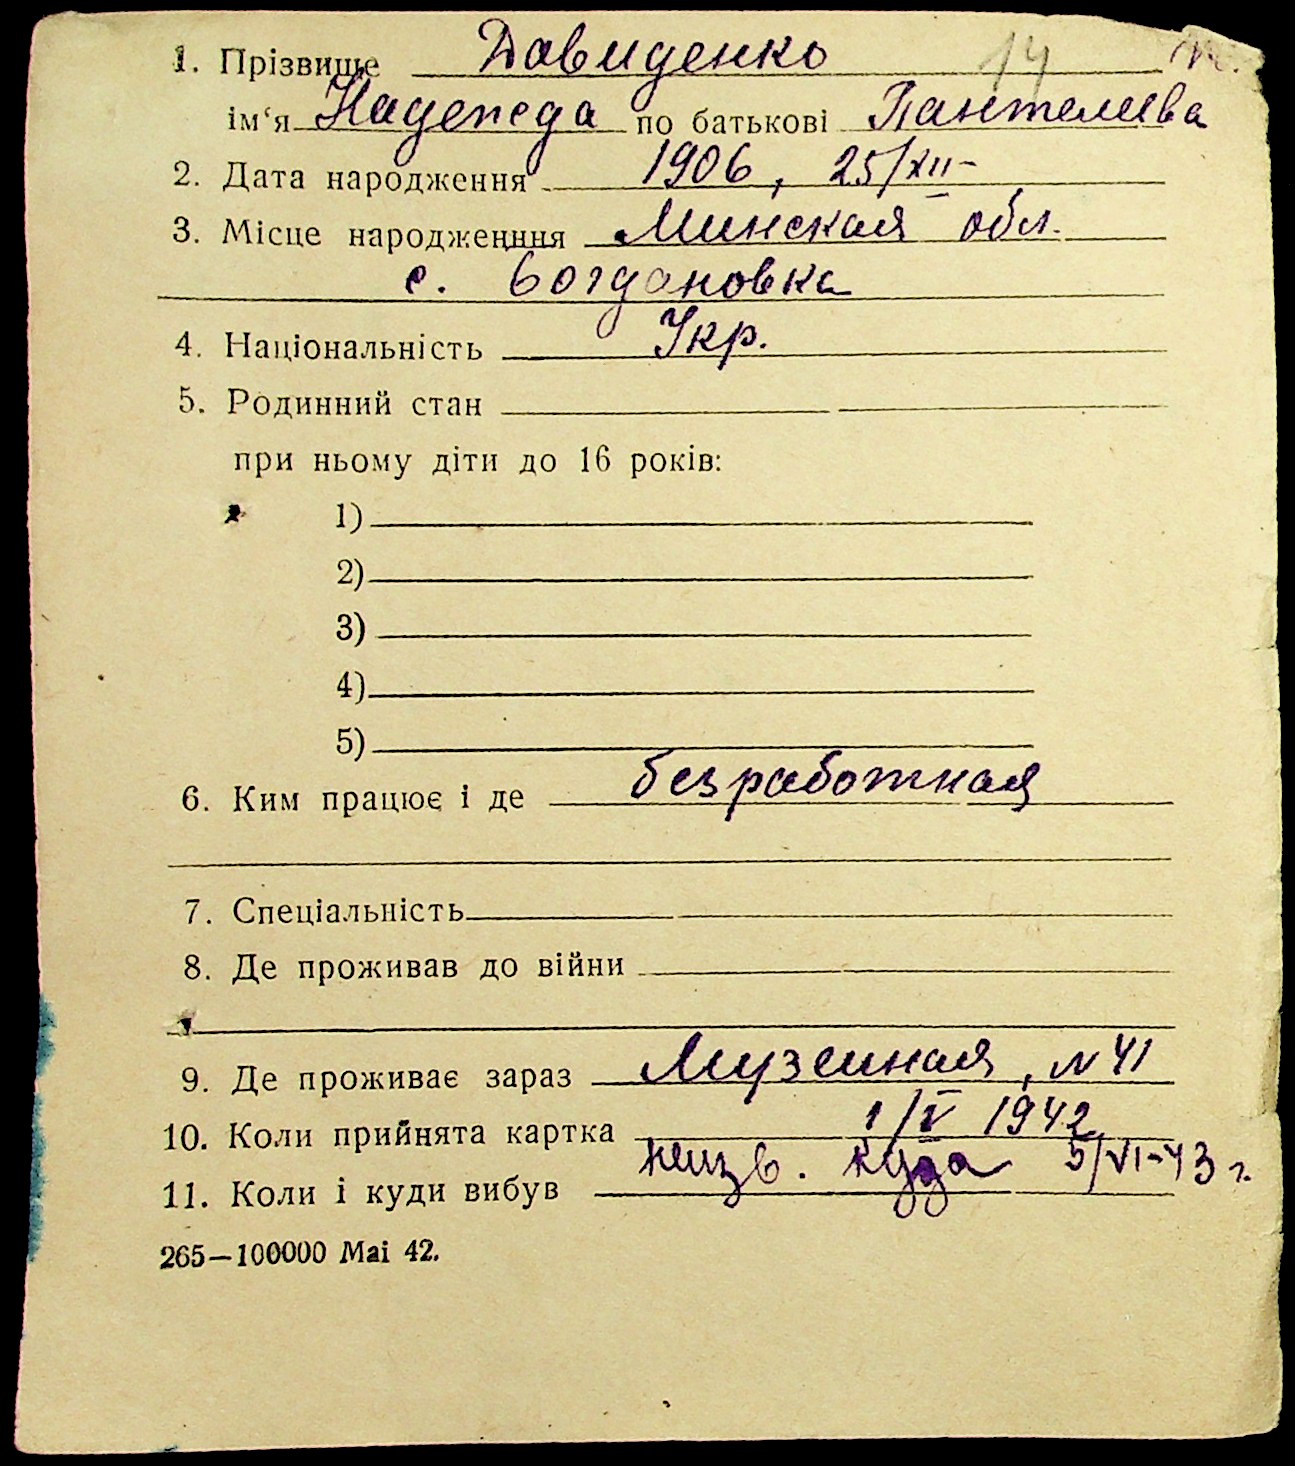 1. Прізвище Давиденко 14
ім‘я Надежда по батькові Пантелеева
2. Дата народження 1906, 25/XII-
3. Місце народженння Минская обл.
с. Богдановка
4. Національність Укр.
5. Родинний стан
при ньому діти до 16 років:
1)
2)
3)
4)
5)
6. Ким працює і де безработная
7. Спеціальність
8. Де проживав до війни
9. Де проживає зараз Музейная, N 41
10. Коли прийнята картка 1/V 1942
11. Коли і куди вибув неизв. куда 5/VI-43 г.
265—100000 Mai 42.